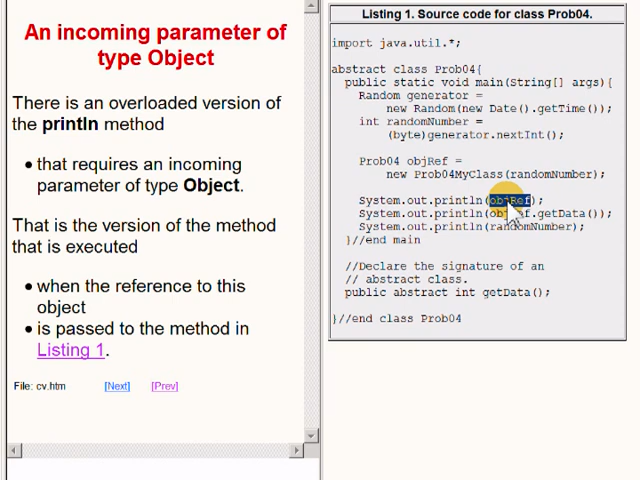 An incoming parameter of
type Object
There is an overloaded version of
the println method
that requires an incoming
parameter of type Object.
That is the version of the method
that is executed
when the reference to this
object
is passed to the method in
Listing 1.
File: cv.htm [Next] [Prev]
Listing 1. Source code for class Prob04.
import java.util.*;
abstract class Prob04{
public static void main(String[] args){
Random generator =
new Random(new Date().getTime());
int randomNumber =
(byte)generator.nextInt();
Prob04 objRef =
new Prob04MyClass(randomNumber);
System.out.println(objRef);
System.out.println(objRef.getData());
System.out.println(randomNumber);
}//end main
//Declare the signature of an
// abstract class.
public abstract int getData();
}//end class Prob04